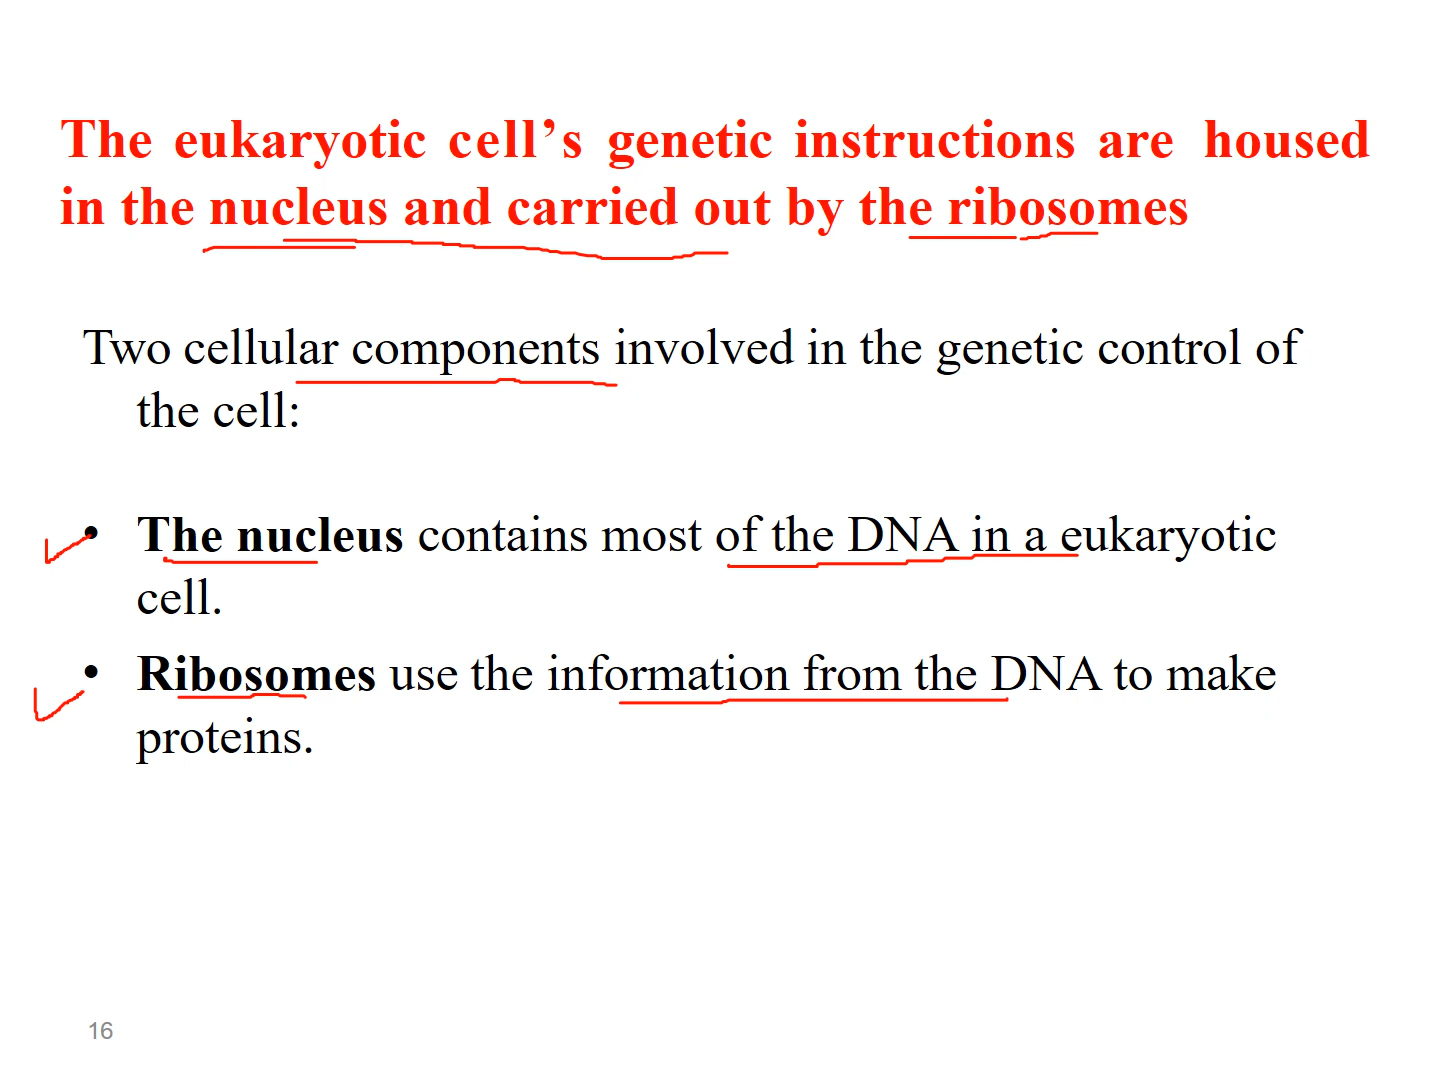 The eukaryotic cell’s genetic instructions are housed
in the nucleus and carried out by the ribosomes
Two cellular components involved in the genetic control of
the cell:
• The nucleus contains most of the DNA in a eukaryotic
cell.
• Ribosomes use the information from the DNA to make
proteins.
16